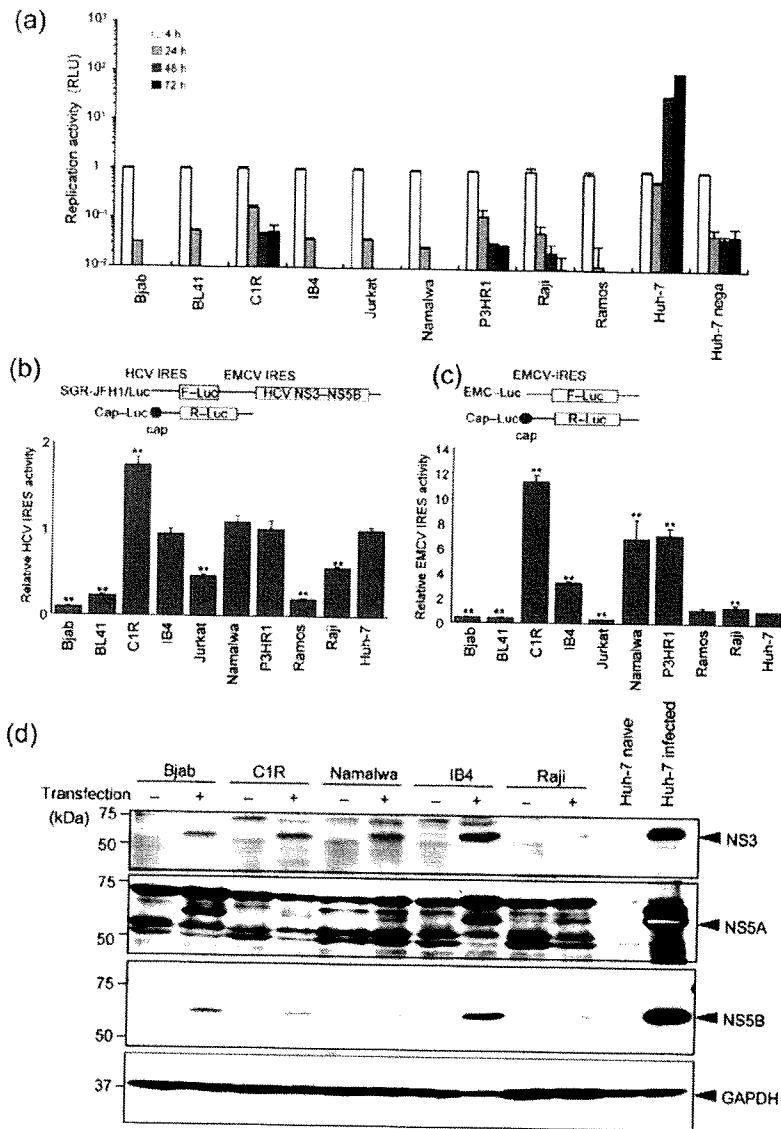 (a)
10³
10²
10¹
1
10⁻¹
10⁻²
Replication activity (RLU)
4 h
24 h
48 h
72 h
Bjab
BL41
C1R
IB4
Jurkat
Namalwa
P3HR1
Raji
Ramos
Huh-7
Huh-7 nega
(b)
HCV IRES EMCV IRES
SGR-JFH1/Luc F-Luc HCV NS3-NS5B
Cap-Luc R-Luc
cap
2
1
0
Relative HCV IRES activity
** ** ** ** ** **
Bjab
BL41
C1R
IB4
Jurkat
Namalwa
P3HR1
Ramos
Raji
Huh-7
(c)
EMCV-IRES
EMC-Luc F-Luc
Cap-Luc R-Luc
cap
14
12
10
8
6
4
2
0
Relative EMCV IRES activity
** ** ** ** ** ** ** **
Bjab
BL41
C1R
IB4
Jurkat
Namalwa
P3HR1
Ramos
Raji
Huh-7
(d)
Bjab C1R Namalwa IB4 Raji Huh-7 naive Huh-7 infected
Transfection − + − + − + − + − +
(kDa)
75
50
NS3
75
50
NS5A
75
50
NS5B
37
GAPDH